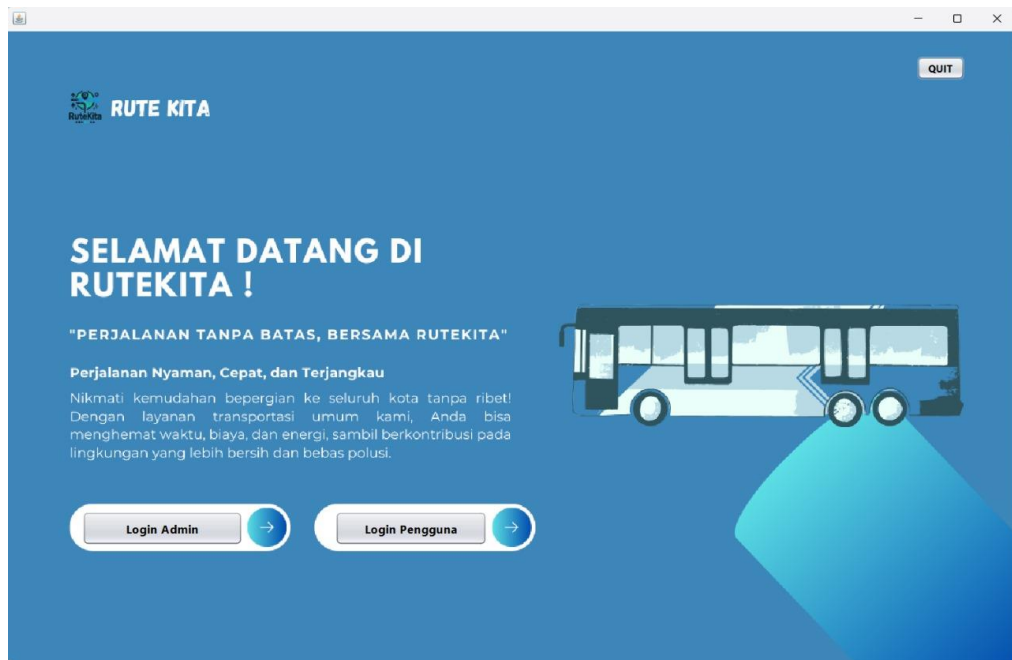 QUIT
RuteKita
RUTE KITA
SELAMAT DATANG DI
RUTEKITA !
"PERJALANAN TANPA BATAS, BERSAMA RUTEKITA"
Perjalanan Nyaman, Cepat, dan Terjangkau
Nikmati kemudahan bepergian ke seluruh kota tanpa ribet!
Dengan layanan transportasi umum kami, Anda bisa
menghemat waktu, biaya, dan energi, sambil berkontribusi pada
lingkungan yang lebih bersih dan bebas polusi.
Login Admin
Login Pengguna